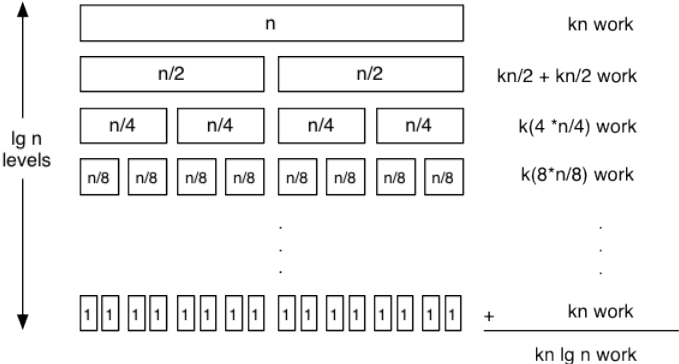 n kn work
n/2 n/2 kn/2 + kn/2 work
n/4 n/4 n/4 n/4 k(4 *n/4) work
lg n
levels
n/8 n/8 n/8 n/8 n/8 n/8 n/8 n/8 k(8*n/8) work
. .
. .
. .
1 1 1 1 1 1 1 1 1 1 1 1 1 1 1 1 + kn work
kn lg n work